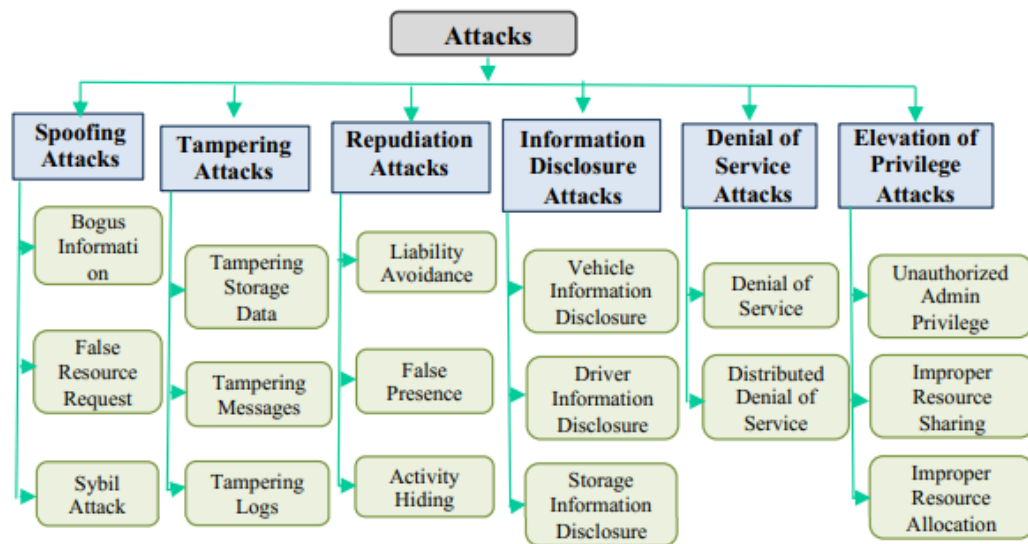 Attacks
Spoofing
Attacks
Tampering
Attacks
Repudiation
Attacks
Information
Disclosure
Attacks
Denial of
Service
Attacks
Elevation of
Privilege
Attacks
Bogus
Informati
on
False
Resource
Request
Sybil
Attack
Tampering
Storage
Data
Tampering
Messages
Tampering
Logs
Liability
Avoidance
False
Presence
Activity
Hiding
Vehicle
Information
Disclosure
Driver
Information
Disclosure
Storage
Information
Disclosure
Denial of
Service
Distributed
Denial of
Service
Unauthorized
Admin
Privilege
Improper
Resource
Sharing
Improper
Resource
Allocation